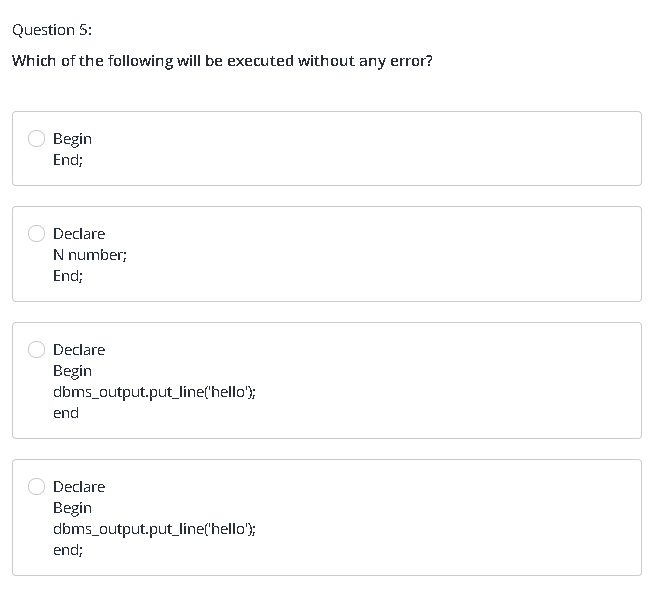 Question 5:
Which of the following will be executed without any error?
Begin
End;
Declare
N number;
End;
Declare
Begin
dbms_output.put_line('hello');
end
Declare
Begin
dbms_output.put_line('hello');
end;